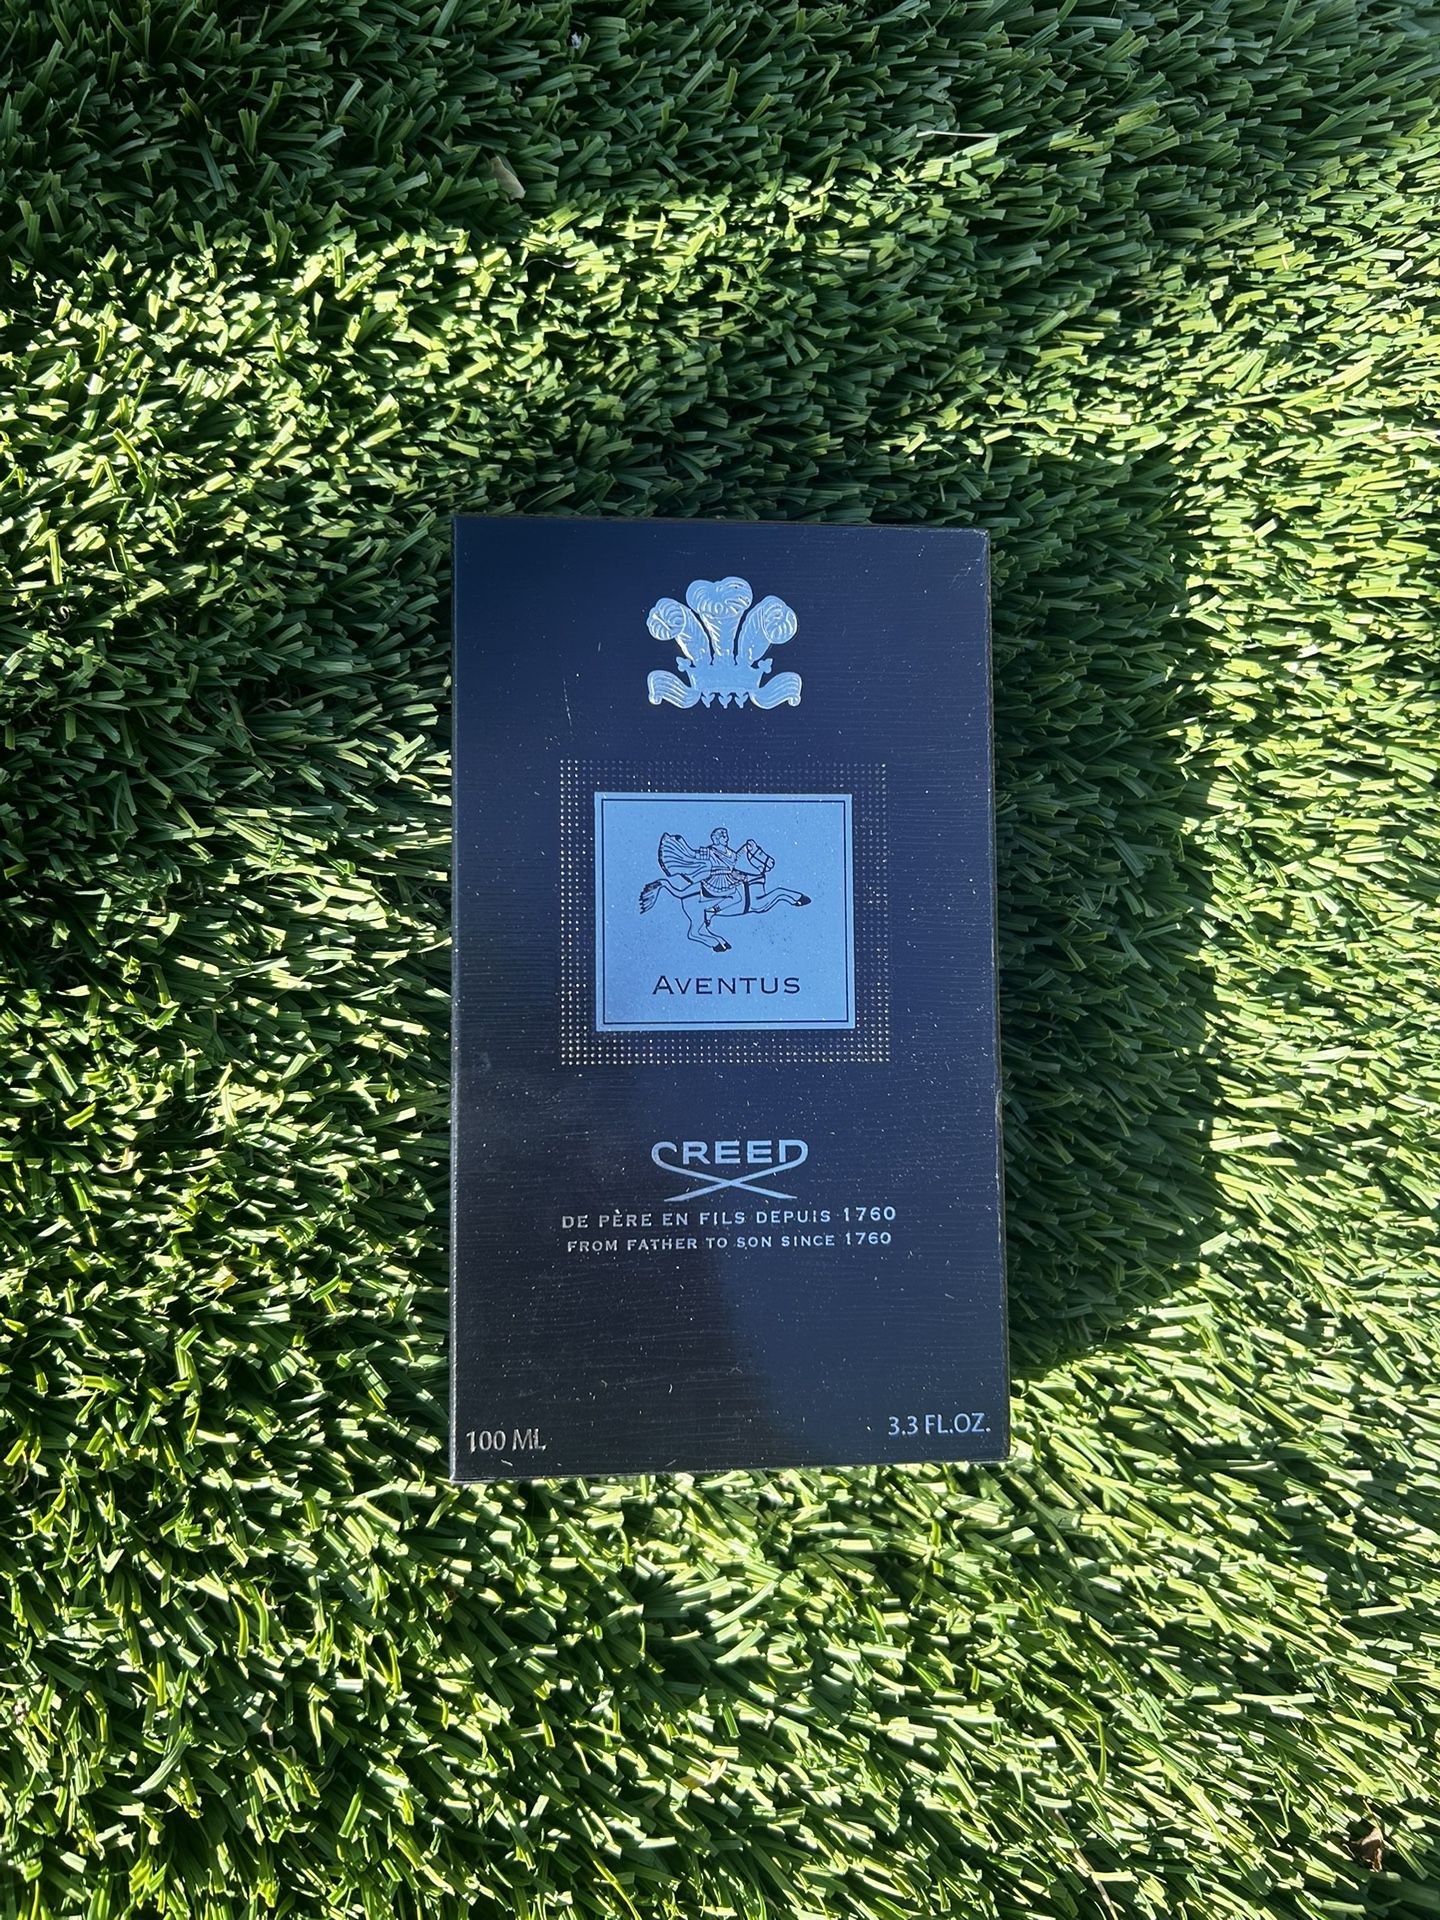 AVENTUS
CREED
DE PÈRE EN FILS DEPUIS 1760
FROM FATHER TO SON SINCE 1760
100 ML
3.3 FL.OZ.